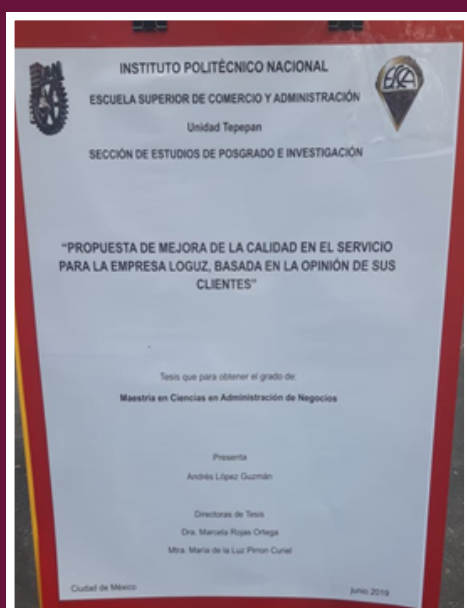 INSTITUTO POLITÉCNICO NACIONAL
ESCUELA SUPERIOR DE COMERCIO Y ADMINISTRACIÓN
Unidad Tepepan
SECCIÓN DE ESTUDIOS DE POSGRADO E INVESTIGACIÓN
ESCA
"PROPUESTA DE MEJORA DE LA CALIDAD EN EL SERVICIO
PARA LA EMPRESA LOGUZ, BASADA EN LA OPINIÓN DE SUS
CLIENTES"
Tesis que para obtener el grado de:
Maestría en Ciencias en Administración de Negocios
Presenta
Andrés López Guzmán
Directoras de Tesis
Dra. Marcela Rojas Ortega
Mtra. María de la Luz Pirron Curiel
Ciudad de México
junio 2019